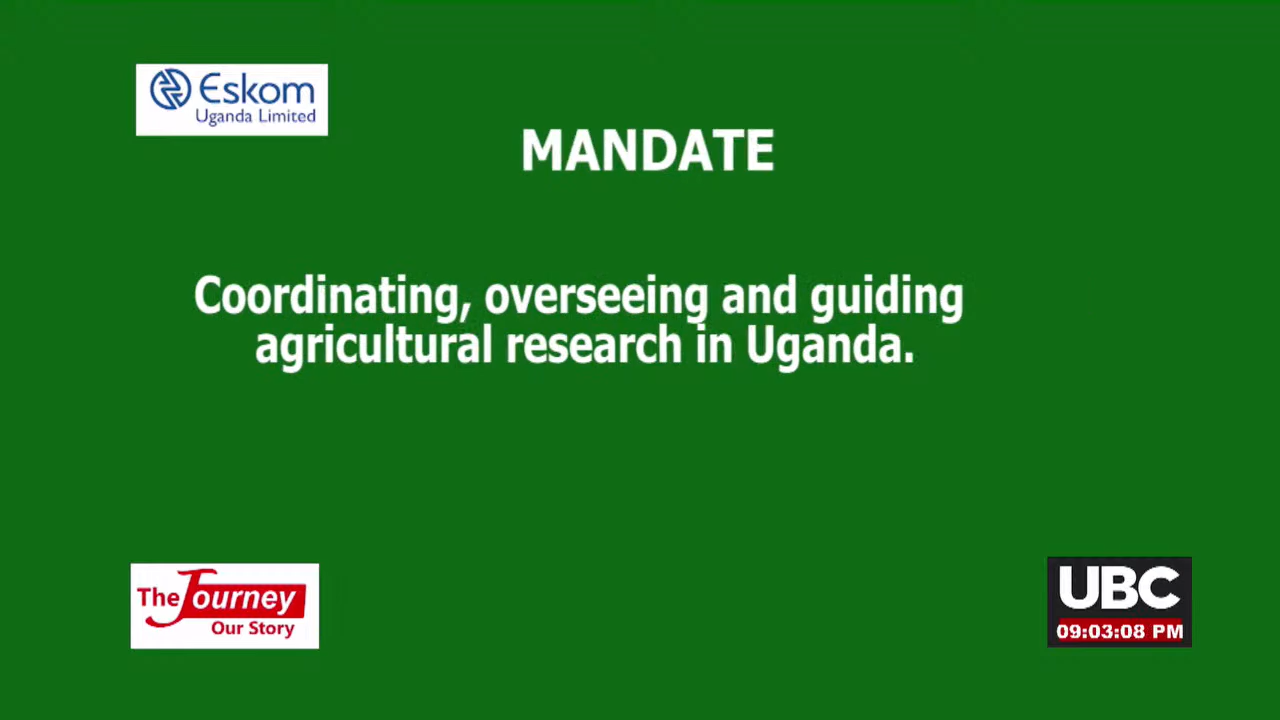 Eskom
Uganda Limited
MANDATE
Coordinating, overseeing and guiding
agricultural research in Uganda.
The Journey
Our Story
UBC
09:03:08 PM